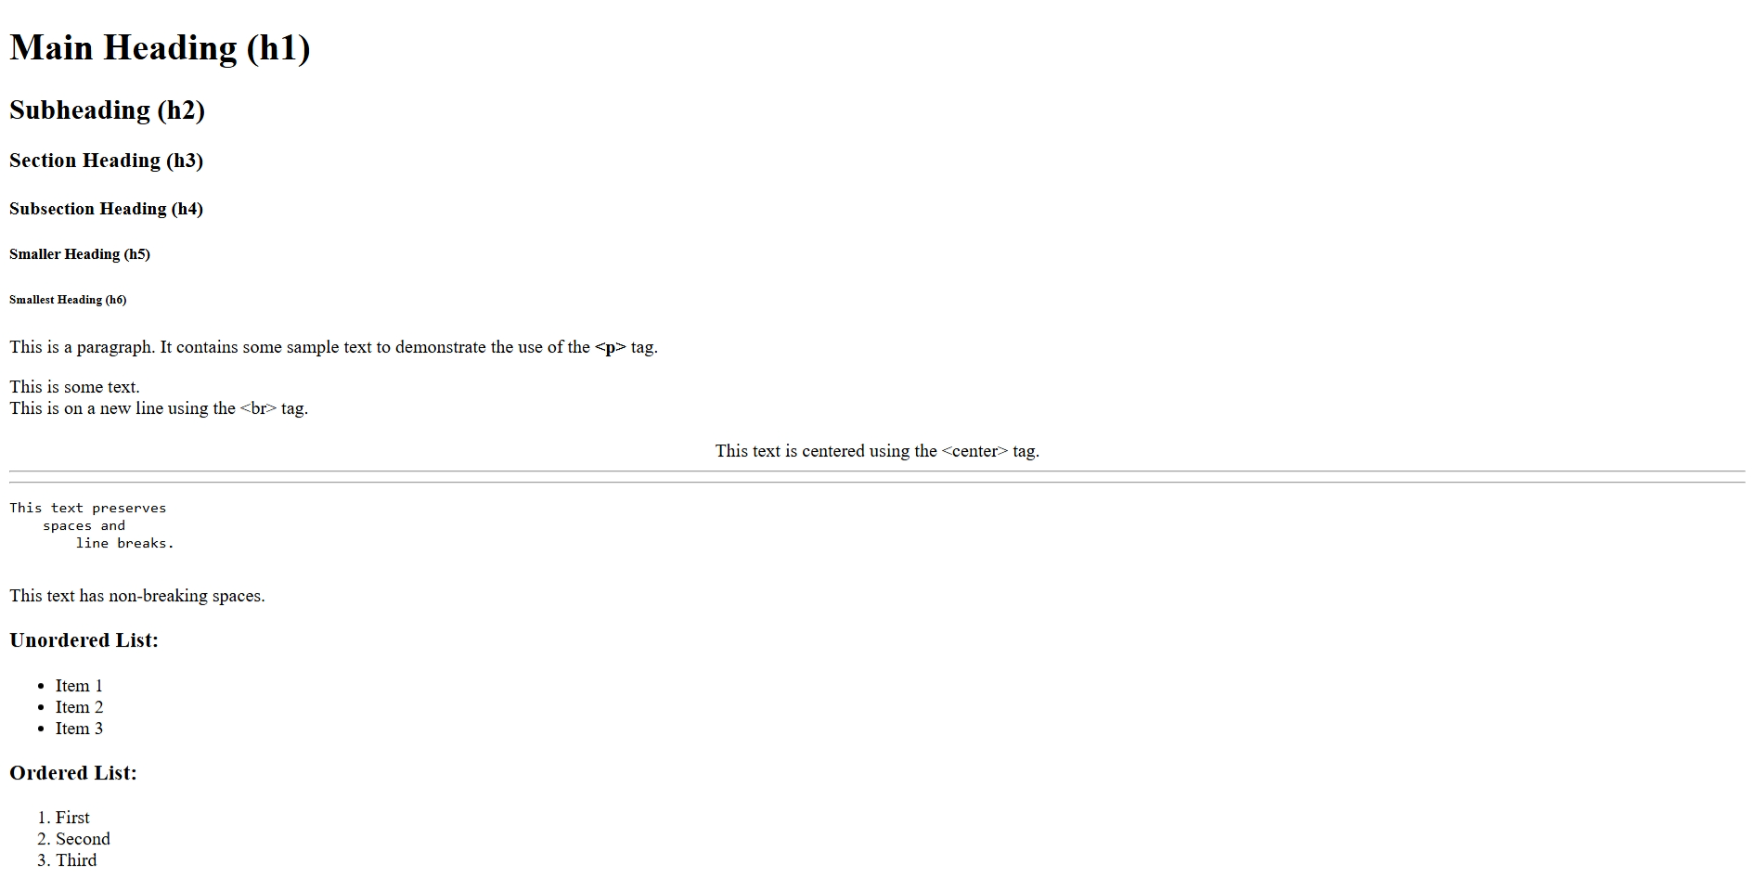 Main Heading (h1)
Subheading (h2)
Section Heading (h3)
Subsection Heading (h4)
Smaller Heading (h5)
Smallest Heading (h6)
This is a paragraph. It contains some sample text to demonstrate the use of the <p> tag.
This is some text.
This is on a new line using the <br> tag.
This text is centered using the <center> tag.
This text preserves
    spaces and
        line breaks.
This text has non-breaking spaces.
Unordered List:
• Item 1
• Item 2
• Item 3
Ordered List:
1. First
2. Second
3. Third